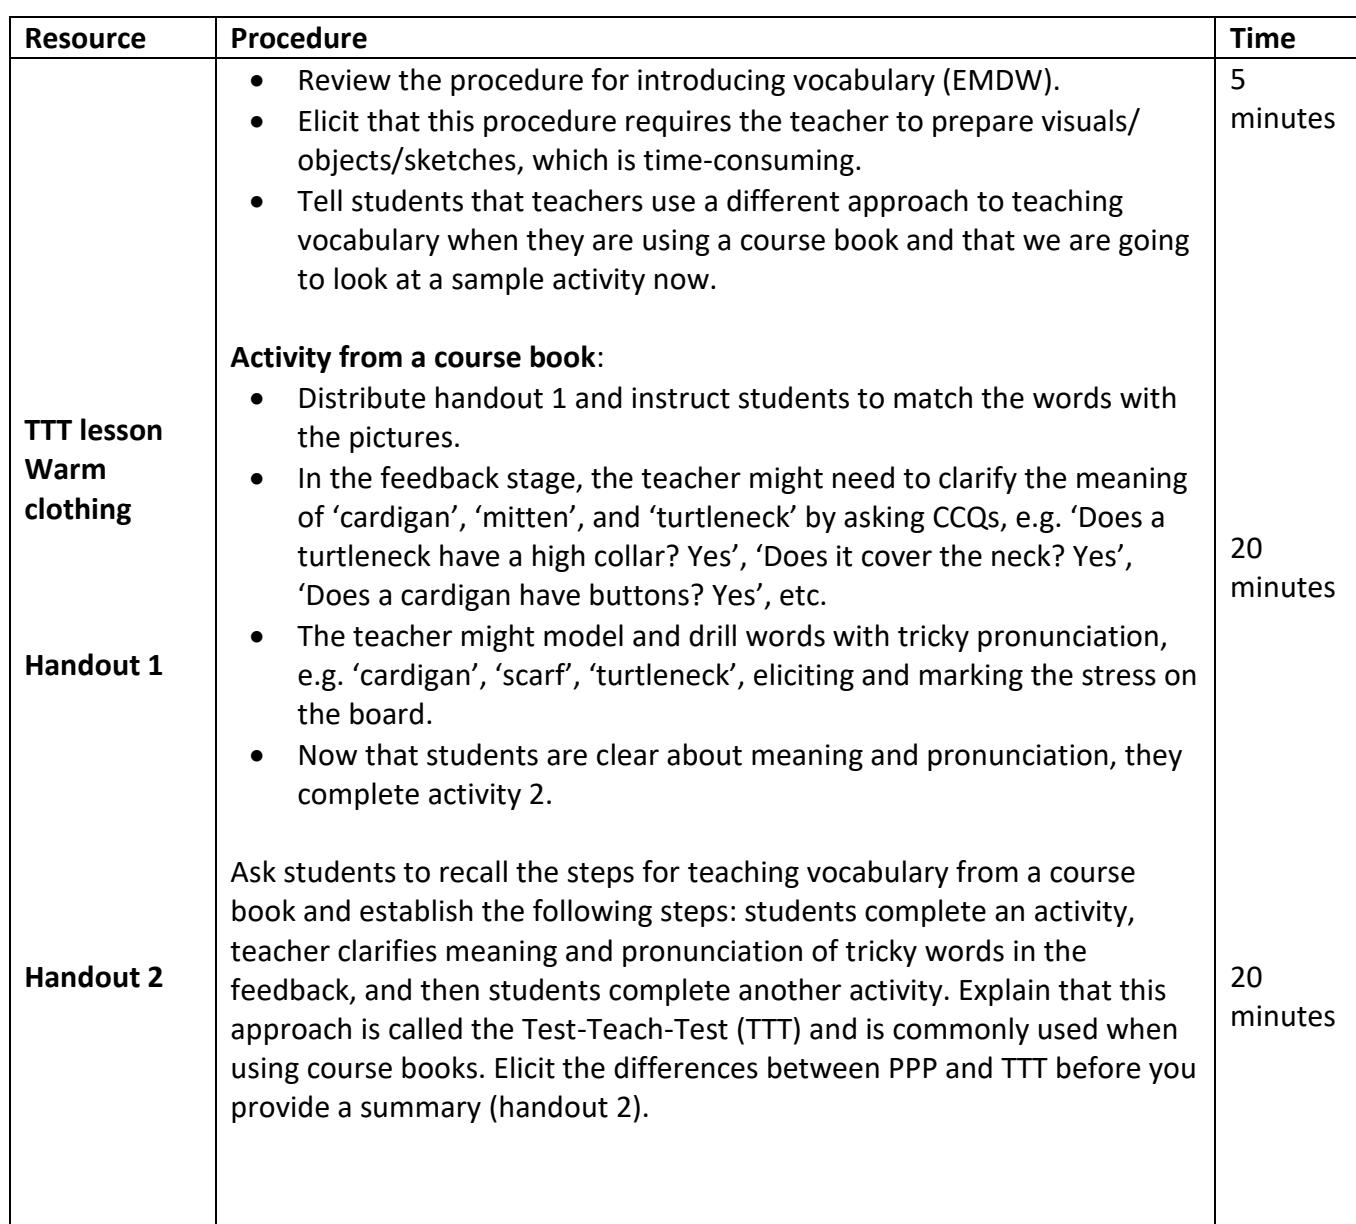 Resource Procedure Time
• Review the procedure for introducing vocabulary (EMDW).
• Elicit that this procedure requires the teacher to prepare visuals/
objects/sketches, which is time-consuming.
• Tell students that teachers use a different approach to teaching
vocabulary when they are using a course book and that we are going
to look at a sample activity now.
5
minutes
TTT lesson
Warm
clothing
Activity from a course book:
• Distribute handout 1 and instruct students to match the words with
the pictures.
• In the feedback stage, the teacher might need to clarify the meaning
of ‘cardigan’, ‘mitten’, and ‘turtleneck’ by asking CCQs, e.g. ‘Does a
turtleneck have a high collar? Yes’, ‘Does it cover the neck? Yes’,
‘Does a cardigan have buttons? Yes’, etc.
20
minutes
Handout 1
• The teacher might model and drill words with tricky pronunciation,
e.g. ‘cardigan’, ‘scarf’, ‘turtleneck’, eliciting and marking the stress on
the board.
• Now that students are clear about meaning and pronunciation, they
complete activity 2.
Handout 2
Ask students to recall the steps for teaching vocabulary from a course
book and establish the following steps: students complete an activity,
teacher clarifies meaning and pronunciation of tricky words in the
feedback, and then students complete another activity. Explain that this
approach is called the Test-Teach-Test (TTT) and is commonly used when
using course books. Elicit the differences between PPP and TTT before you
provide a summary (handout 2).
20
minutes